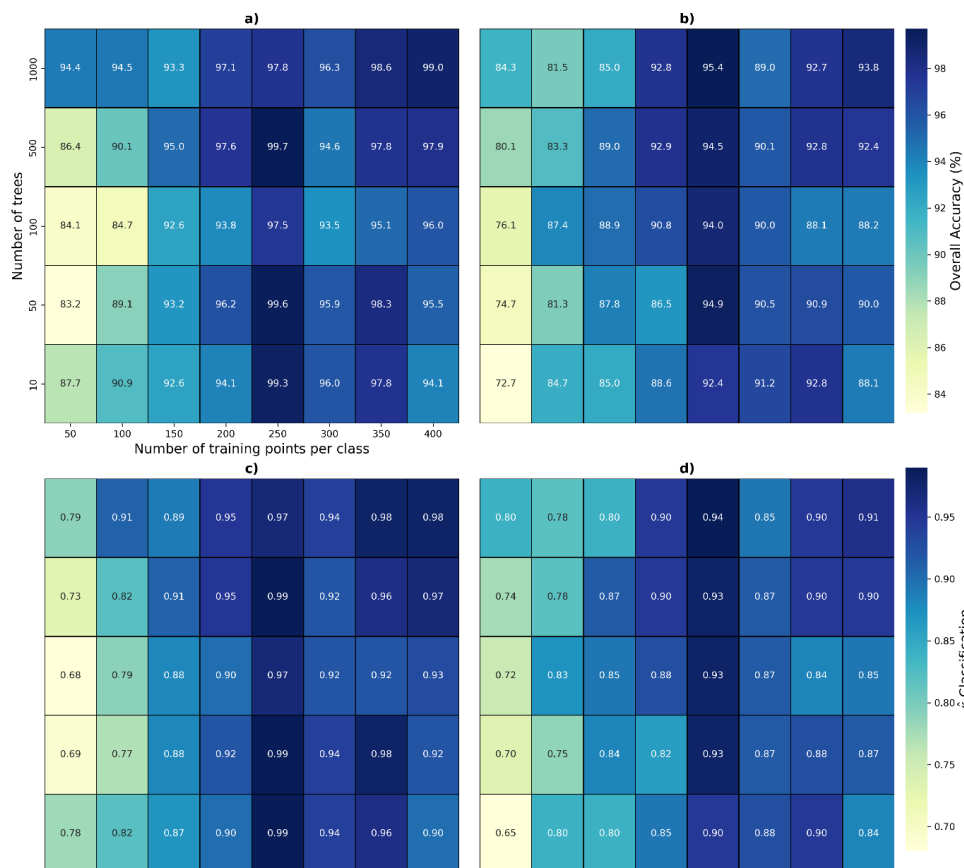 a) b)
1000 94.4 94.5 93.3 97.1 97.8 96.3 98.6 99.0 84.3 81.5 85.0 92.8 95.4 89.0 92.7 93.8 98
500 86.4 90.1 95.0 97.6 99.7 94.6 97.8 97.9 80.1 83.3 89.0 92.9 94.5 90.1 92.8 92.4 96
94
Number of trees Overall Accuracy (%)
100 84.1 84.7 92.6 93.8 97.5 93.5 95.1 96.0 76.1 87.4 88.9 90.8 94.0 90.0 88.1 88.2 92
90
50 83.2 89.1 93.2 96.2 99.6 95.9 98.3 95.5 74.7 81.3 87.8 86.5 94.9 90.5 90.9 90.0 88
86
10 87.7 90.9 92.6 94.1 99.3 96.0 97.8 94.1 72.7 84.7 85.0 88.6 92.4 91.2 92.8 88.1 84
50 100 150 200 250 300 350 400
Number of training points per class
c) d)
0.79 0.91 0.89 0.95 0.97 0.94 0.98 0.98 0.80 0.78 0.80 0.90 0.94 0.85 0.90 0.91 0.95
0.73 0.82 0.91 0.95 0.99 0.92 0.96 0.97 0.74 0.78 0.87 0.90 0.93 0.87 0.90 0.90 0.90
0.68 0.79 0.88 0.90 0.97 0.92 0.92 0.93 0.72 0.83 0.85 0.88 0.93 0.87 0.84 0.85 0.85
Classification
0.80
0.69 0.77 0.88 0.92 0.99 0.94 0.98 0.92 0.70 0.75 0.84 0.82 0.93 0.87 0.88 0.87 0.75
0.78 0.82 0.87 0.90 0.99 0.94 0.96 0.90 0.65 0.80 0.80 0.85 0.90 0.88 0.90 0.84 0.70